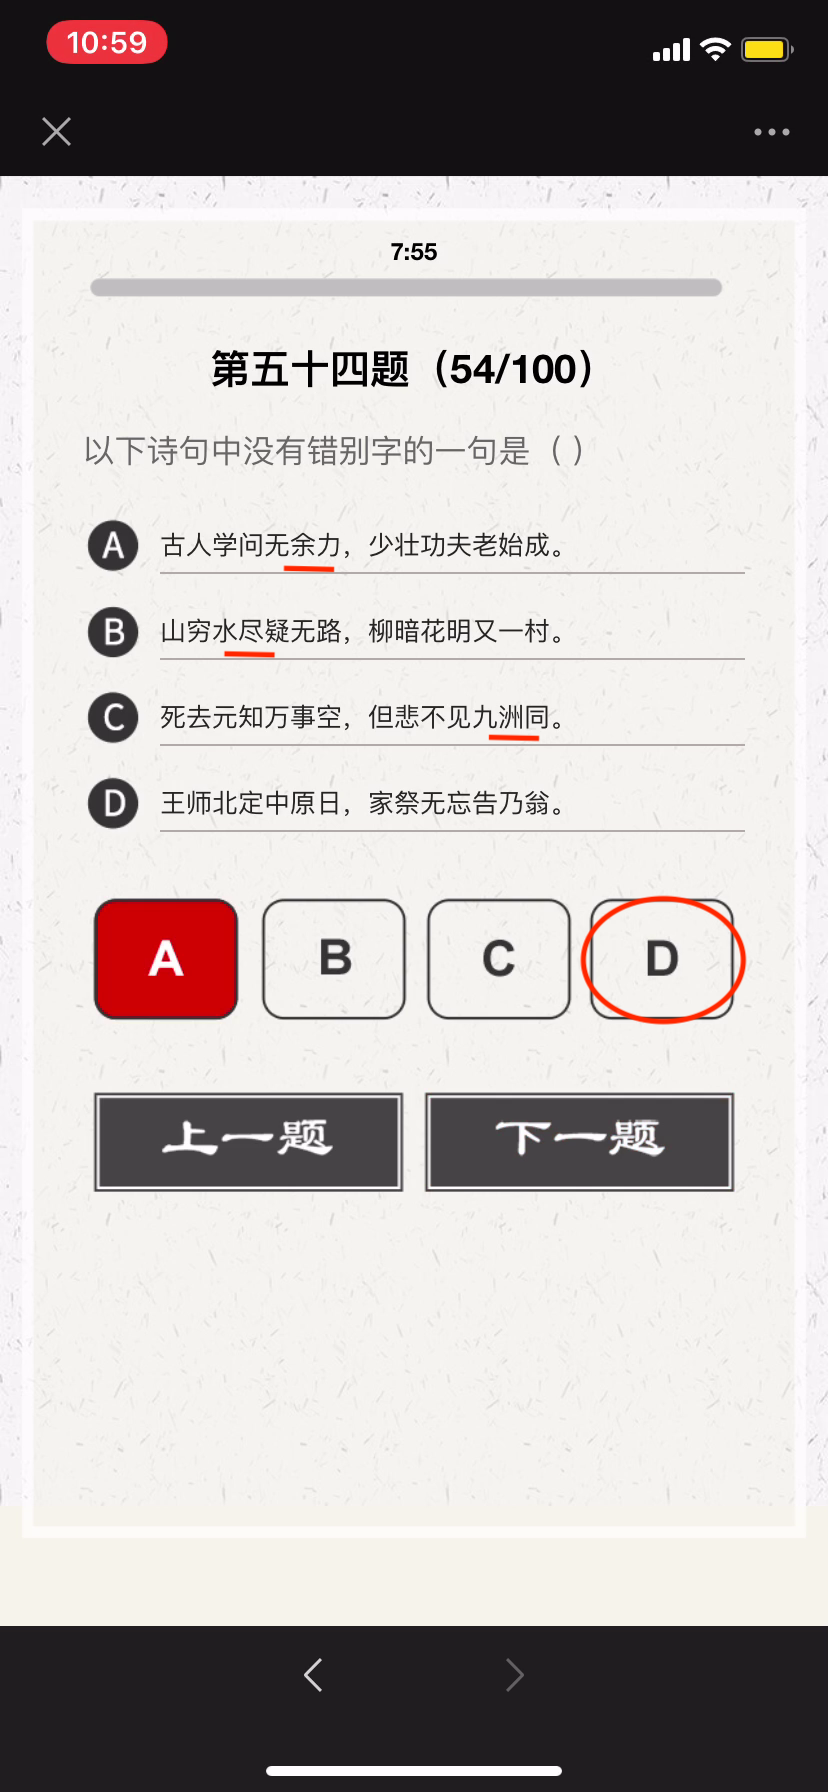 10:59
7:55
第五十四题（54/100）
以下诗句中没有错别字的一句是（ ）
A 古人学问无余力，少壮功夫老始成。
B 山穷水尽疑无路，柳暗花明又一村。
C 死去元知万事空，但悲不见九洲同。
D 王师北定中原日，家祭无忘告乃翁。
A B C D
上一题 下一题